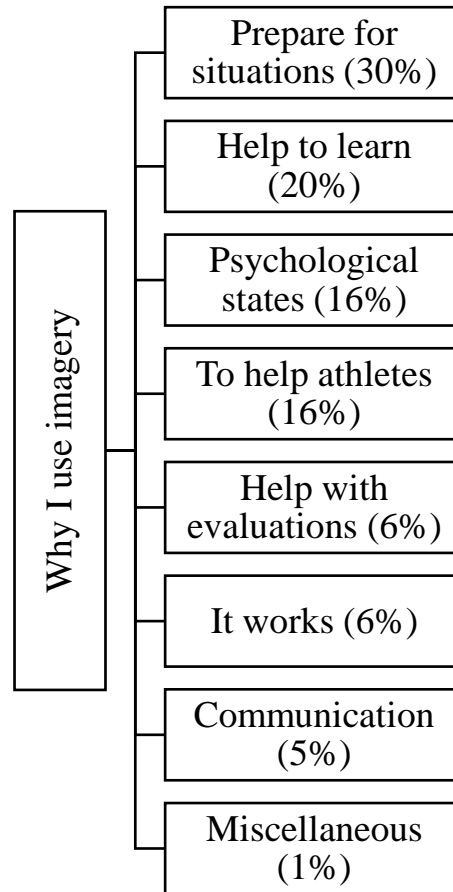 Why I use imagery
Prepare for
situations (30%)
Help to learn
(20%)
Psychological
states (16%)
To help athletes
(16%)
Help with
evaluations (6%)
It works (6%)
Communication
(5%)
Miscellaneous
(1%)